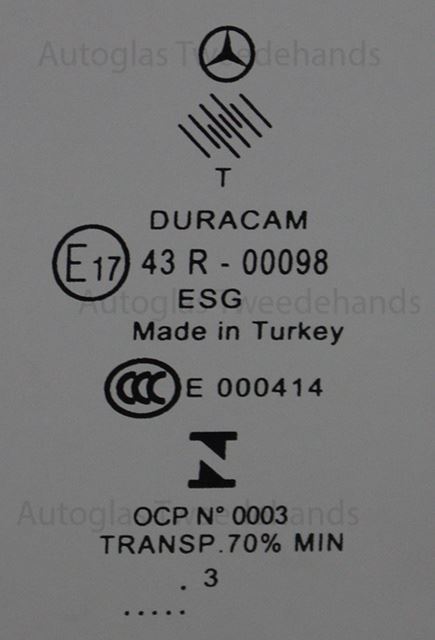 Autoglas Tweedehands
T
DURACAM
E17 43 R - 00098
ESG
Autoglas Tweedehands
Made in Turkey
CCC E 000414
Autoglas Tweedehands
OCP N° 0003
TRANSP.70% MIN
. 3
.....